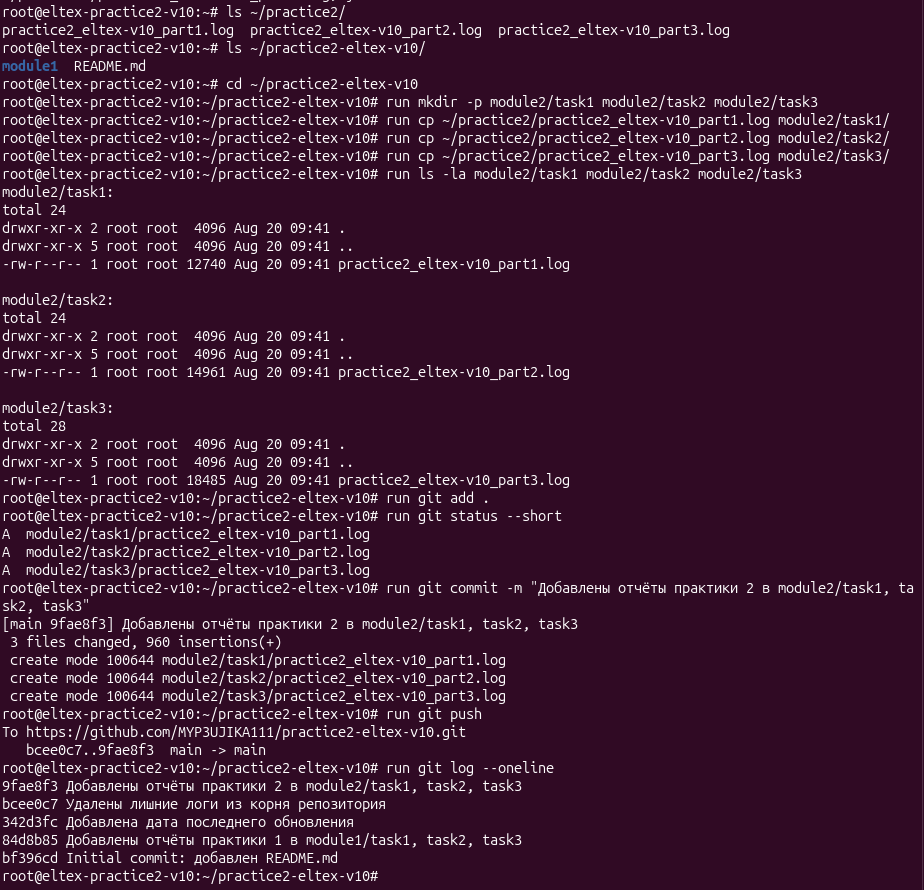 root@eltex-practice2-v10:~# ls ~/practice2/
practice2_eltex-v10_part1.log  practice2_eltex-v10_part2.log  practice2_eltex-v10_part3.log
root@eltex-practice2-v10:~# ls ~/practice2-eltex-v10/
module1  README.md
root@eltex-practice2-v10:~# cd ~/practice2-eltex-v10
root@eltex-practice2-v10:~/practice2-eltex-v10# run mkdir -p module2/task1 module2/task2 module2/task3
root@eltex-practice2-v10:~/practice2-eltex-v10# run cp ~/practice2/practice2_eltex-v10_part1.log module2/task1/
root@eltex-practice2-v10:~/practice2-eltex-v10# run cp ~/practice2/practice2_eltex-v10_part2.log module2/task2/
root@eltex-practice2-v10:~/practice2-eltex-v10# run cp ~/practice2/practice2_eltex-v10_part3.log module2/task3/
root@eltex-practice2-v10:~/practice2-eltex-v10# run ls -la module2/task1 module2/task2 module2/task3
module2/task1:
total 24
drwxr-xr-x 2 root root  4096 Aug 20 09:41 .
drwxr-xr-x 5 root root  4096 Aug 20 09:41 ..
-rw-r--r-- 1 root root 12740 Aug 20 09:41 practice2_eltex-v10_part1.log

module2/task2:
total 24
drwxr-xr-x 2 root root  4096 Aug 20 09:41 .
drwxr-xr-x 5 root root  4096 Aug 20 09:41 ..
-rw-r--r-- 1 root root 14961 Aug 20 09:41 practice2_eltex-v10_part2.log

module2/task3:
total 28
drwxr-xr-x 2 root root  4096 Aug 20 09:41 .
drwxr-xr-x 5 root root  4096 Aug 20 09:41 ..
-rw-r--r-- 1 root root 18485 Aug 20 09:41 practice2_eltex-v10_part3.log
root@eltex-practice2-v10:~/practice2-eltex-v10# run git add .
root@eltex-practice2-v10:~/practice2-eltex-v10# run git status --short
A  module2/task1/practice2_eltex-v10_part1.log
A  module2/task2/practice2_eltex-v10_part2.log
A  module2/task3/practice2_eltex-v10_part3.log
root@eltex-practice2-v10:~/practice2-eltex-v10# run git commit -m "Добавлены отчёты практики 2 в module2/task1, ta
sk2, task3"
[main 9fae8f3] Добавлены отчёты практики 2 в module2/task1, task2, task3
 3 files changed, 960 insertions(+)
 create mode 100644 module2/task1/practice2_eltex-v10_part1.log
 create mode 100644 module2/task2/practice2_eltex-v10_part2.log
 create mode 100644 module2/task3/practice2_eltex-v10_part3.log
root@eltex-practice2-v10:~/practice2-eltex-v10# run git push
To https://github.com/MYP3UJIKA111/practice2-eltex-v10.git
   bcee0c7..9fae8f3  main -> main
root@eltex-practice2-v10:~/practice2-eltex-v10# run git log --oneline
9fae8f3 Добавлены отчёты практики 2 в module2/task1, task2, task3
bcee0c7 Удалены лишние логи из корня репозитория
342d3fc Добавлена дата последнего обновления
84d8b85 Добавлены отчёты практики 1 в module1/task1, task2, task3
bf396cd Initial commit: добавлен README.md
root@eltex-practice2-v10:~/practice2-eltex-v10#